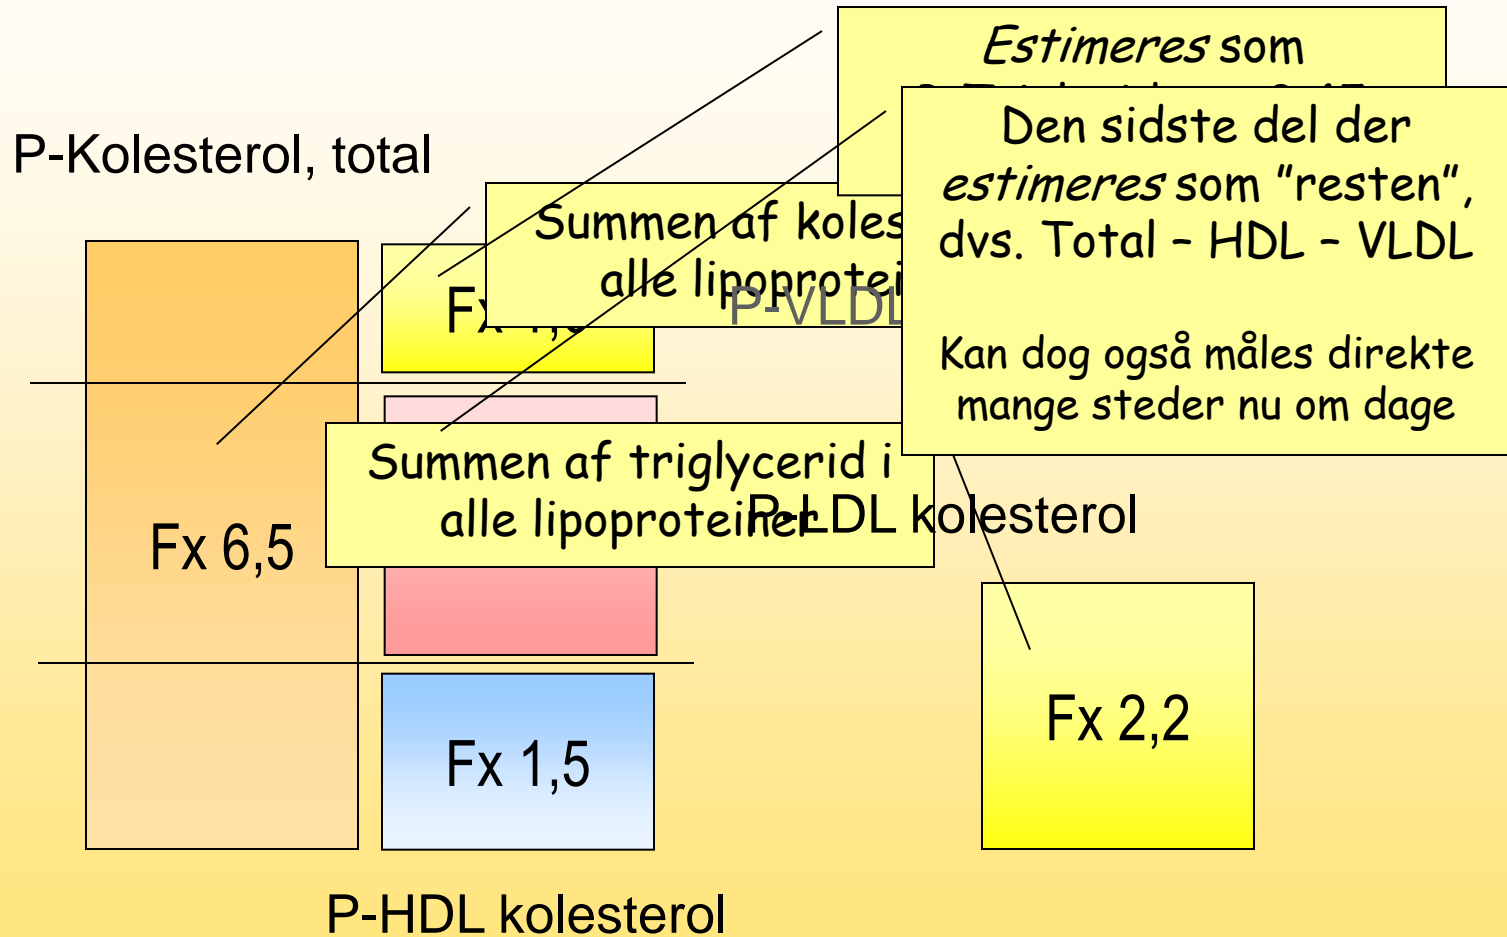 Estimeres som
Den sidste del der
estimeres som "resten",
dvs. Total – HDL – VLDL
Kan dog også måles direkte
mange steder nu om dage
P-Kolesterol, total
Summen af
alle
P-VLDL
Fx
Summen af triglycerid i
alle lipoproteiner
P-LDL kolesterol
Fx 6,5
Fx 2,2
Fx 1,5
P-HDL kolesterol